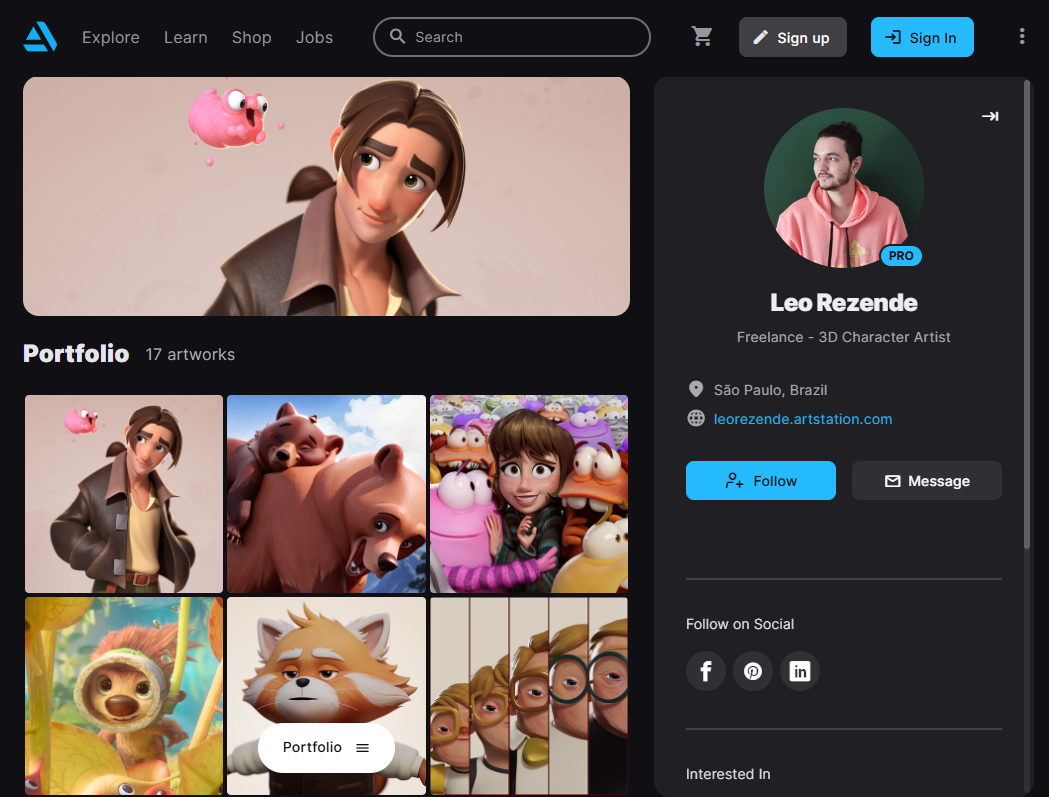 Explore Learn Shop Jobs Search Sign up Sign In
PRO
Leo Rezende
Freelance - 3D Character Artist
São Paulo, Brazil
leorezende.artstation.com
Follow Message
Follow on Social
Interested In
Portfolio 17 artworks
Portfolio